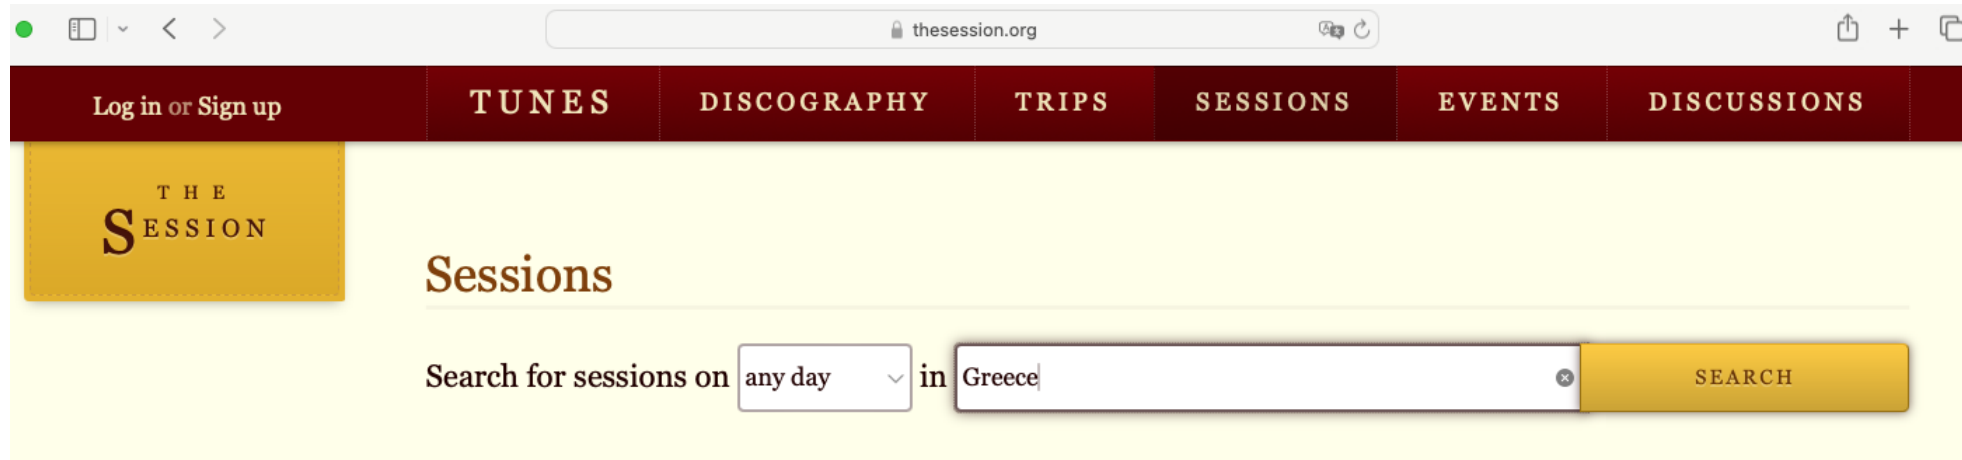 thesession.org
Log in or Sign up
TUNES
DISCOGRAPHY
TRIPS
SESSIONS
EVENTS
DISCUSSIONS
THE
SESSION
Sessions
Search for sessions on any day in Greece SEARCH